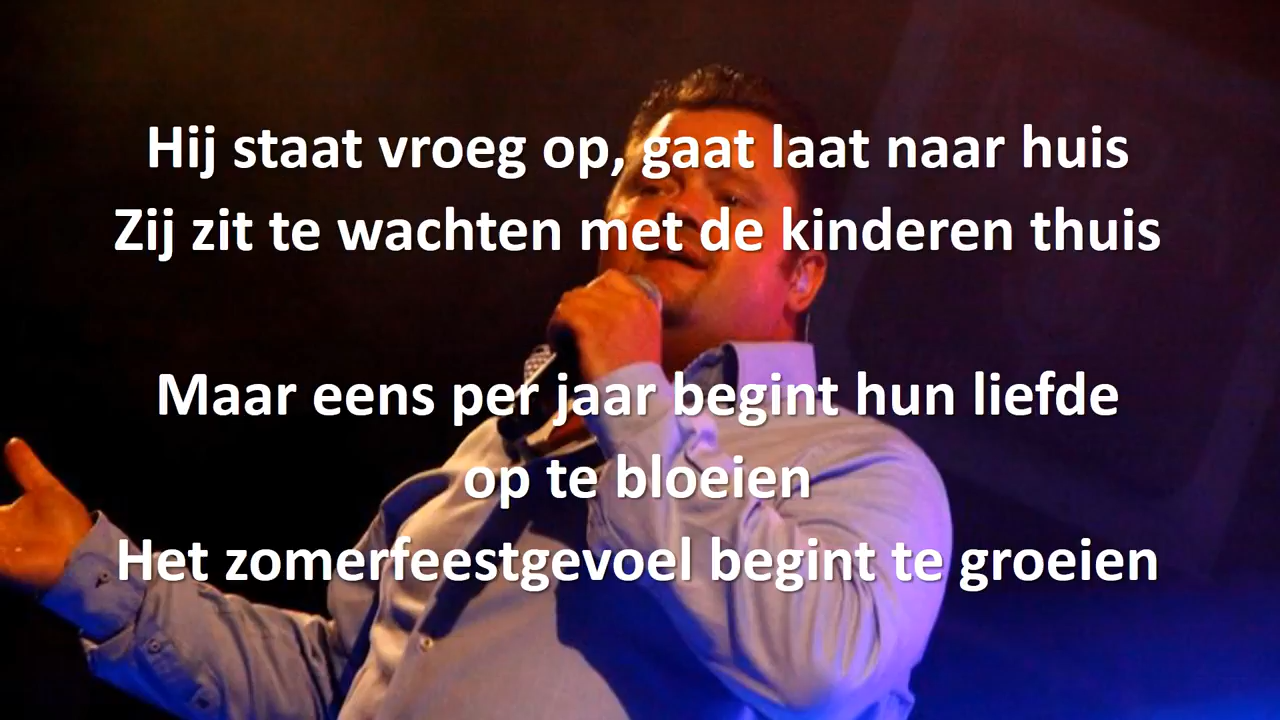 Hij staat vroeg op, gaat laat naar huis
Zij zit te wachten met de kinderen thuis
Maar eens per jaar begint hun liefde
op te bloeien
Het zomerfeestgevoel begint te groeien